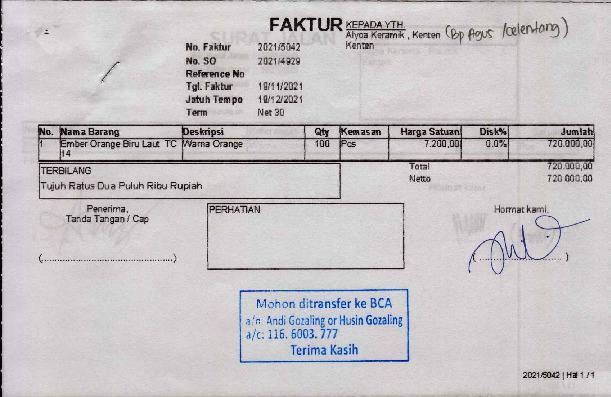 FAKTUR
KEPADA YTH.
Alyca Keramik , Kenten (Bp Agus /celentang)
Kenten
No. Faktur 2021/5042
No. SO 2021/4929
Reference No
Tgl. Faktur 19/11/2021
Jatuh Tempo 19/12/2021
Term Net 30
No. Nama Barang Deskripsi Qty Kemasan Harga Satuan Disk% Jumlah
1 Ember Orange Biru Laut TC Warna Orange 100 Pcs 7.200,00 0.0% 720.000,00
14
TERBILANG
Tujuh Ratus Dua Puluh Ribu Rupiah
Total 720.000,00
Netto 720.000,00
Penerima,
Tanda Tangan / Cap
PERHATIAN
Hormat kami,
(..............................)
Mohon ditransfer ke BCA
a/n: Andi Gozaling or Husin Gozaling
a/c: 116. 6003. 777
Terima Kasih
2021/5042 | Hal 1 / 1